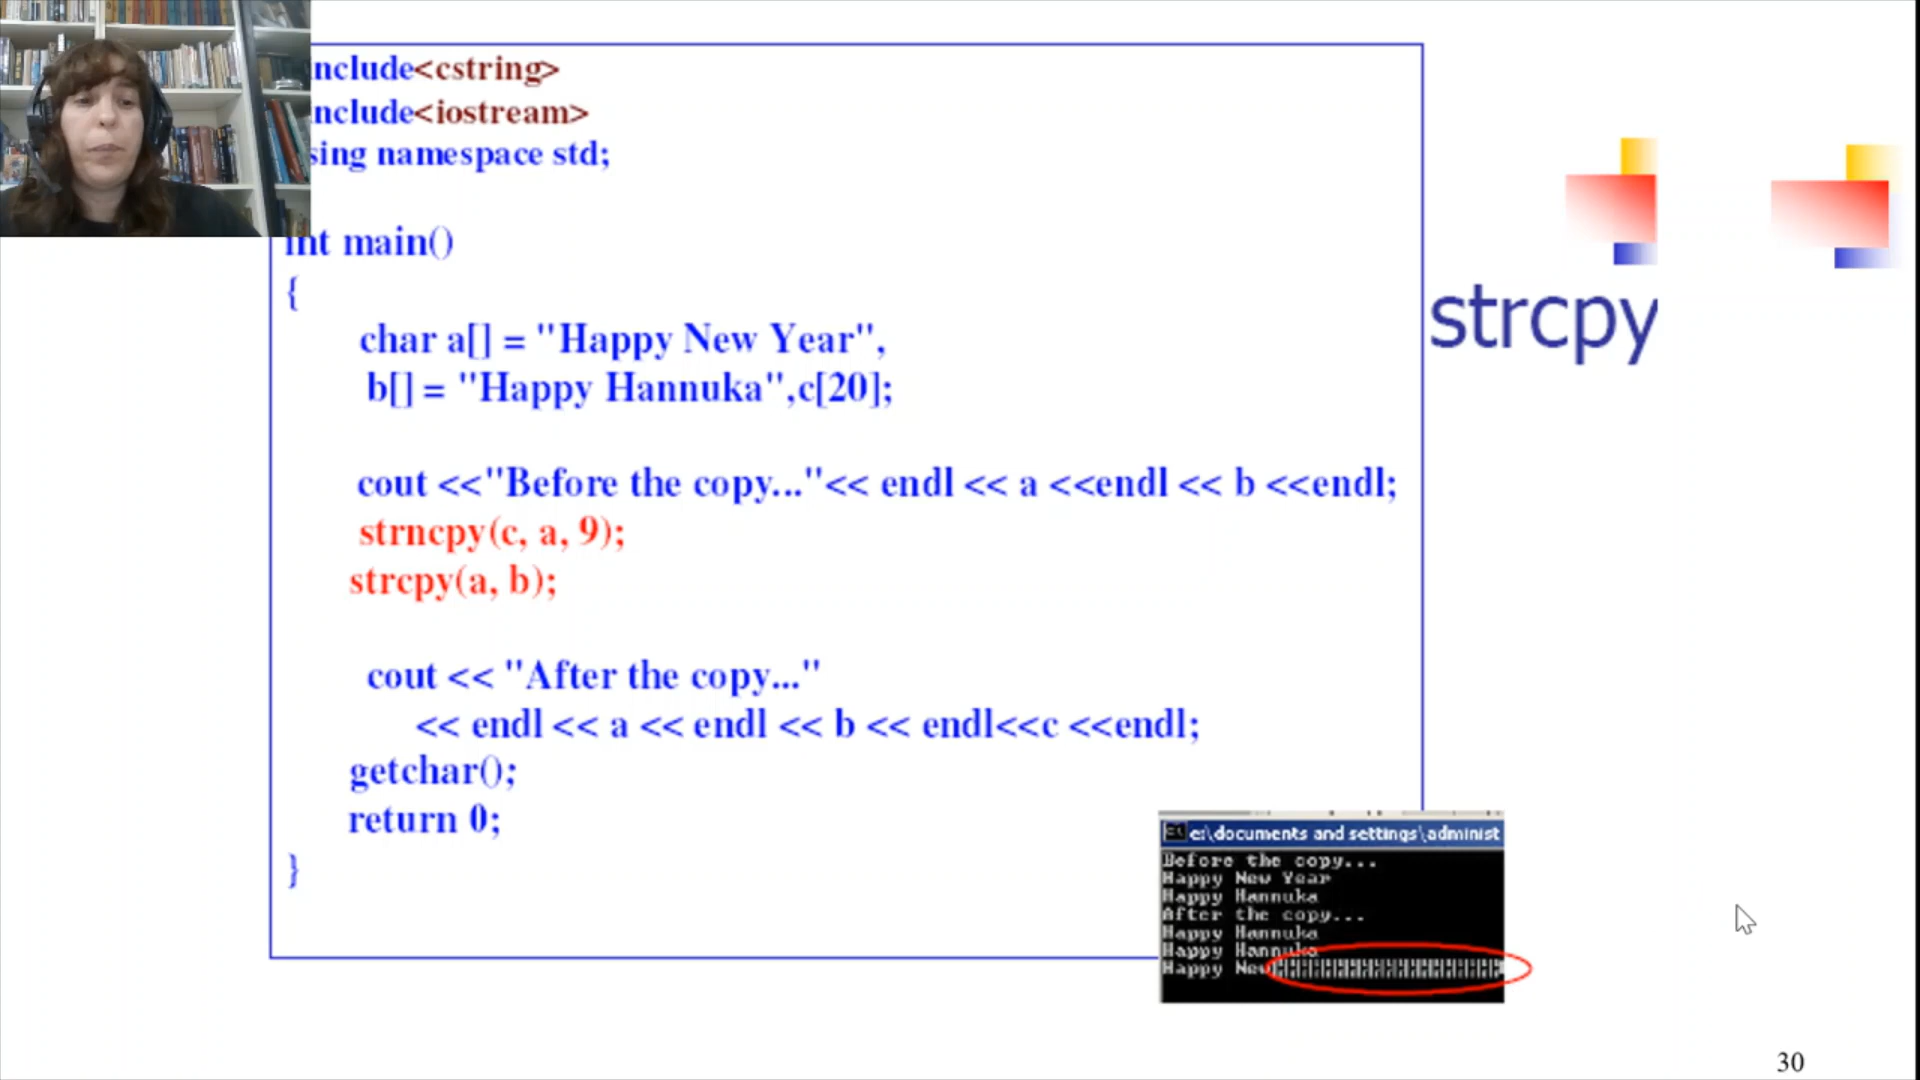 nclude<cstring>
nclude<iostream>
sing namespace std;
int main()
{
char a[] = "Happy New Year",
b[] = "Happy Hannuka",c[20];
cout <<"Before the copy..."<< endl << a <<endl << b <<endl;
strncpy(c, a, 9);
strcpy(a, b);
cout << "After the copy..."
<< endl << a << endl << b << endl<<c <<endl;
getchar();
return 0;
}
strcpy
e:\documents and settings\administ
Before the copy...
Happy New Year
Happy Hannuka
After the copy...
Happy Hannuka
Happy Hannuka
Happy New
30